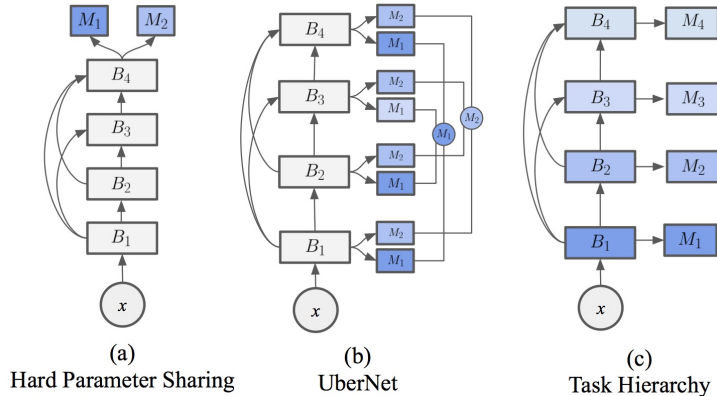 M₁ M₂
B₄
B₃
B₂
B₁
x
(a)
Hard Parameter Sharing
B₄ M₂
M₁
B₃ M₂
M₁
M₁ M₂
B₂ M₂
M₁
B₁ M₂
M₁
x
(b)
UberNet
B₄ M₄
B₃ M₃
B₂ M₂
B₁ M₁
x
(c)
Task Hierarchy